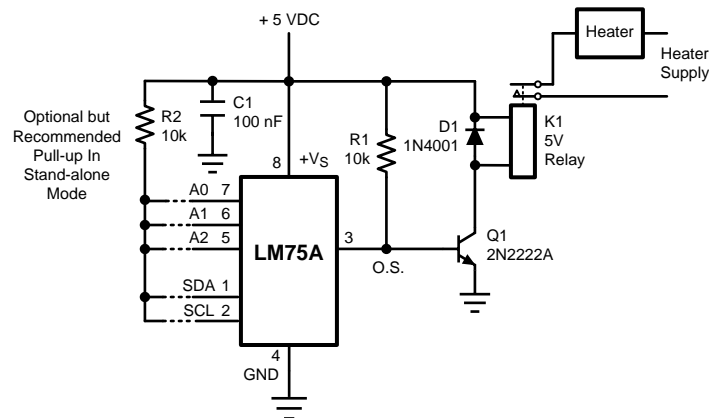 + 5 VDC
Heater
Heater
Supply
Optional but
Recommended
Pull-up In
Stand-alone
Mode
R2
10k
C1
100 nF
R1
10k
D1
1N4001
K1
5V
Relay
8
+VS
A0 7
A1 6
A2 5
LM75A
3
O.S.
Q1
2N2222A
SDA 1
SCL 2
4
GND